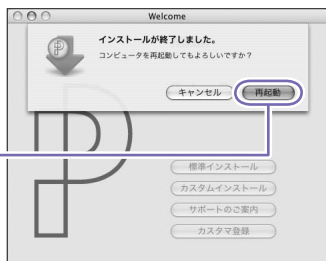 Welcome
インストールが終了しました。
コンピュータを再起動してもよろしいですか？
キャンセル
再起動
標準インストール
カスタムインストール
サポートのご案内
カスタマ登録